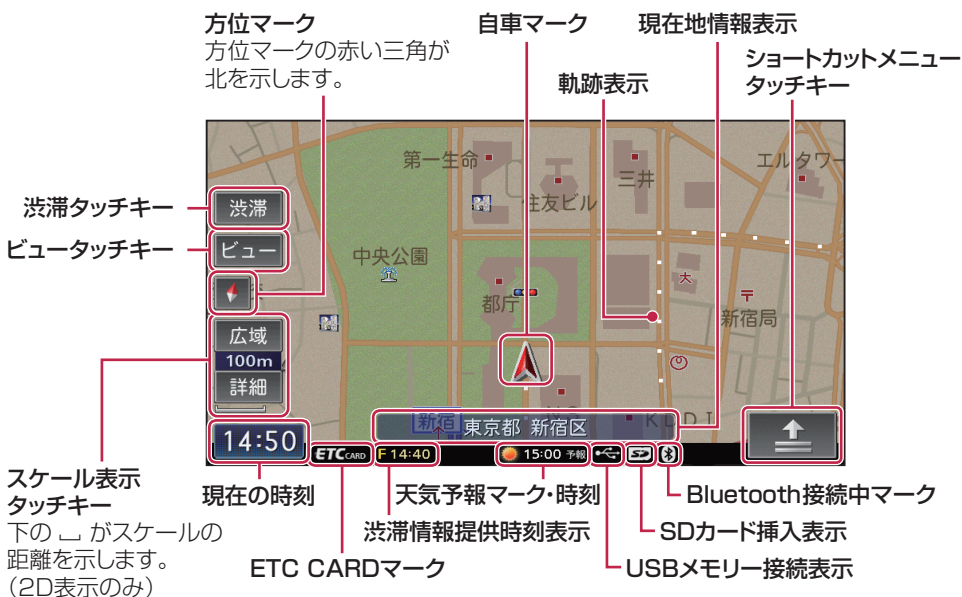 方位マーク
方位マークの赤い三角が
北を示します。
自車マーク
現在地情報表示
軌跡表示
ショートカットメニュー
タッチキー
渋滞タッチキー
ビュータッチキー
渋滞
ビュー
広域
100m
詳細
14:50
第一生命
住友ビル
三井
エルタワー
中央公園
都庁
大
〒
新宿局
KDDI
新宿
東京都 新宿区
ETC CARD
F 14:40
15:00 予報
SD
スケール表示
タッチキー
下の ⎵ がスケールの
距離を示します。
(2D表示のみ)
現在の時刻
天気予報マーク・時刻
Bluetooth接続中マーク
渋滞情報提供時刻表示
SDカード挿入表示
ETC CARDマーク
USBメモリー接続表示